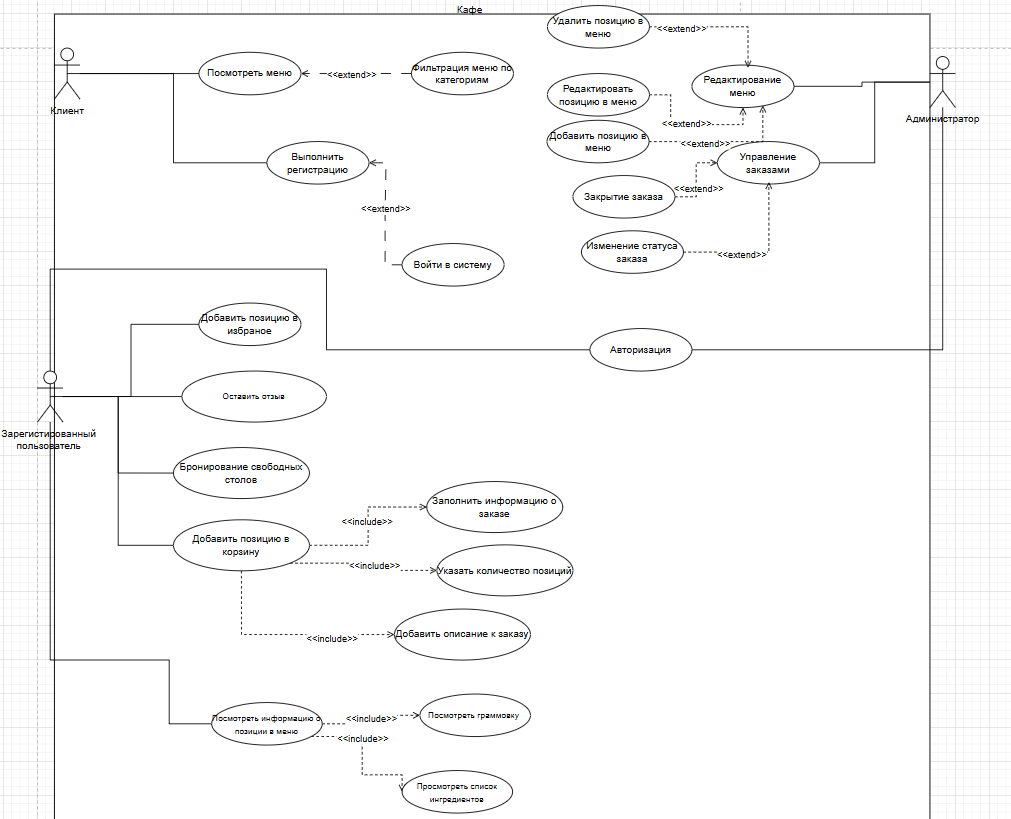 Кафе
Удалить позицию в
меню
<<extend>>
Клиент
Посмотреть меню
<<extend>>
Фильтрация меню по
категориям
Редактирование
меню
Редактировать
позицию в меню
<<extend>>
Администратор
Добавить позицию в
меню
<<extend>>
Выполнить
регистрацию
Управление
заказами
Закрытие заказа
<<extend>>
<<extend>>
Изменение статуса
заказа
<<extend>>
Войти в систему
Добавить позицию в
избраное
Авторизация
Оставить отзыв
Зарегистированный
пользователь
Бронирование свободных
столов
Заполнить информацию о
заказе
<<include>>
Добавить позицию в
корзину
<<include>>
Указать количество позиций
<<include>>
Добавить описание к заказу
Посмотреть информацию о
позиции в меню
<<include>>
Посмотреть граммовку
<<include>>
Просмотреть список
ингредиентов